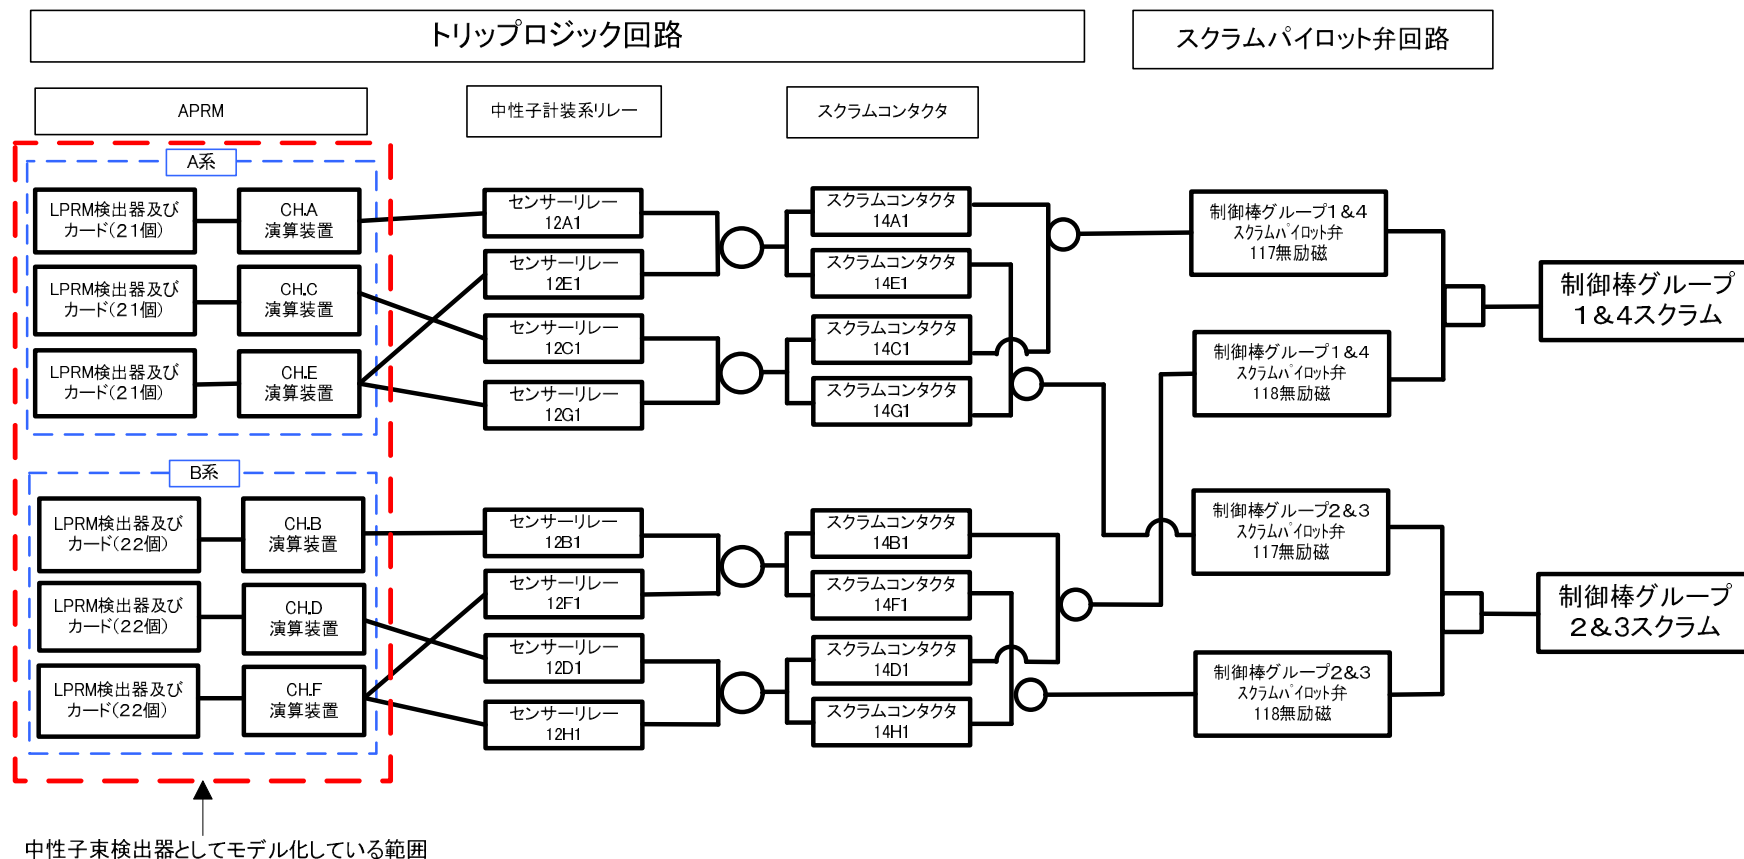 トリップロジック回路
スクラムパイロット弁回路
APRM
中性子計装系リレー
スクラムコンタクタ
A系
LPRM検出器及び
カード(21個)
CH.A
演算装置
LPRM検出器及び
カード(21個)
CH.C
演算装置
LPRM検出器及び
カード(21個)
CH.E
演算装置
B系
LPRM検出器及び
カード(22個)
CH.B
演算装置
LPRM検出器及び
カード(22個)
CH.D
演算装置
LPRM検出器及び
カード(22個)
CH.F
演算装置
センサーリレー
12A1
センサーリレー
12E1
センサーリレー
12C1
センサーリレー
12G1
センサーリレー
12B1
センサーリレー
12F1
センサーリレー
12D1
センサーリレー
12H1
スクラムコンタクタ
14A1
スクラムコンタクタ
14E1
スクラムコンタクタ
14C1
スクラムコンタクタ
14G1
スクラムコンタクタ
14B1
スクラムコンタクタ
14F1
スクラムコンタクタ
14D1
スクラムコンタクタ
14H1
制御棒グループ1&4
スクラムパイロット弁
117無励磁
制御棒グループ1&4
スクラムパイロット弁
118無励磁
制御棒グループ2&3
スクラムパイロット弁
117無励磁
制御棒グループ2&3
スクラムパイロット弁
118無励磁
制御棒グループ
1&4スクラム
制御棒グループ
2&3スクラム
中性子束検出器としてモデル化している範囲